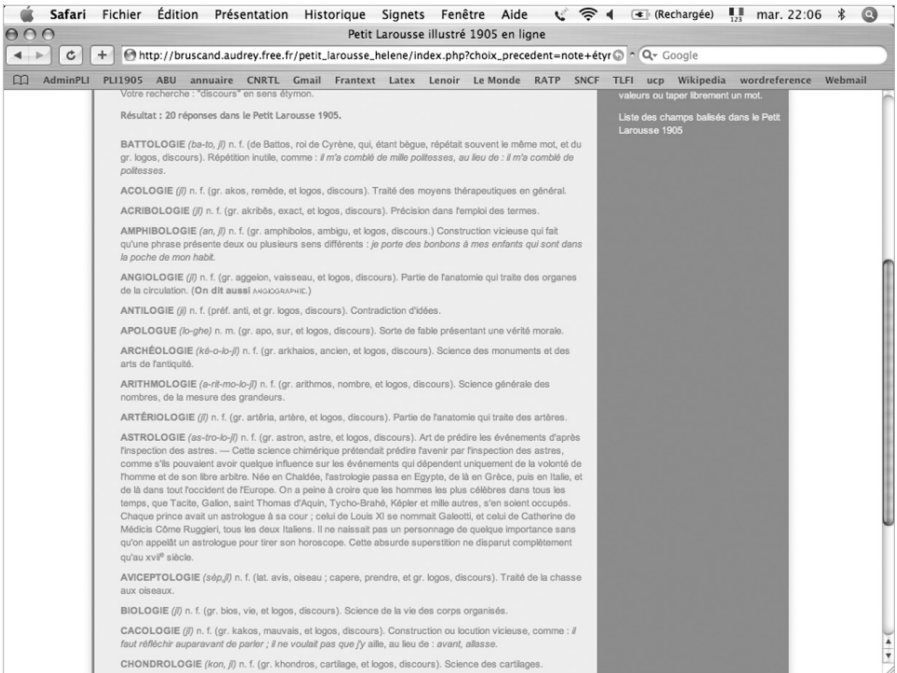 Safari Fichier Édition Présentation Historique Signets Fenêtre Aide (Rechargée) 123 mar. 22:06
Petit Larousse illustré 1905 en ligne
http://bruscand.audrey.free.fr/petit_larousse_helene/index.php?choix_precedent=note+étyr Google
AdminPLI PLI1905 ABU annuaire CNRTL Gmail Frantext Latex Lenoir Le Monde RATP SNCF TLFI ucp Wikipedia wordreference Webmail
Votre recherche : "discours" en sens étymon.
Résultat : 20 réponses dans le Petit Larousse 1905.
BATTOLOGIE (ba-to, jî) n. f. (de Battos, roi de Cyrène, qui, étant bègue, répétait souvent le même mot, et du
gr. logos, discours). Répétition inutile, comme : il m'a comblé de mille politesses, au lieu de : il m'a comblé de
politesses.
ACOLOGIE (jî) n. f. (gr. akos, remède, et logos, discours). Traité des moyens thérapeutiques en général.
ACRIBOLOGIE (jî) n. f. (gr. akribês, exact, et logos, discours). Précision dans l'emploi des termes.
AMPHIBOLOGIE (an, jî) n. f. (gr. amphibolos, ambigu, et logos, discours.) Construction vicieuse qui fait
qu'une phrase présente deux ou plusieurs sens différents : je porte des bonbons à mes enfants qui sont dans
la poche de mon habit.
ANGIOLOGIE (jî) n. f. (gr. aggeion, vaisseau, et logos, discours). Partie de l'anatomie qui traite des organes
de la circulation. (On dit aussi ANGIOGRAPHIE.)
ANTILOGIE (jî) n. f. (préf. anti, et gr. logos, discours). Contradiction d'idées.
APOLOGUE (lo-ghe) n. m. (gr. apo, sur, et logos, discours). Sorte de fable présentant une vérité morale.
ARCHÉOLOGIE (ké-o-lo-jî) n. f. (gr. arkhaios, ancien, et logos, discours). Science des monuments et des
arts de l'antiquité.
ARITHMOLOGIE (a-rit-mo-lo-jî) n. f. (gr. arithmos, nombre, et logos, discours). Science générale des
nombres, de la mesure des grandeurs.
ARTÉRIOLOGIE (jî) n. f. (gr. artêria, artère, et logos, discours). Partie de l'anatomie qui traite des artères.
ASTROLOGIE (as-tro-lo-jî) n. f. (gr. astron, astre, et logos, discours). Art de prédire les événements d'après
l'inspection des astres. — Cette science chimérique prétendait prédire l'avenir par l'inspection des astres,
comme s'ils pouvaient avoir quelque influence sur les événements qui dépendent uniquement de la volonté de
l'homme et de son libre arbitre. Née en Chaldée, l'astrologie passa en Egypte, de là en Grèce, puis en Italie, et
de là dans tout l'occident de l'Europe. On a peine à croire que les hommes les plus célèbres dans tous les
temps, que Tacite, Galion, saint Thomas d'Aquin, Tycho-Brahé, Képler et mille autres, s'en soient occupés.
Chaque prince avait un astrologue à sa cour ; celui de Louis XI se nommait Galeotti, et celui de Catherine de
Médicis Côme Ruggieri, tous les deux Italiens. Il ne naissait pas un personnage de quelque importance sans
qu'on appelât un astrologue pour tirer son horoscope. Cette absurde superstition ne disparut complètement
qu'au xviie siècle.
AVICEPTOLOGIE (sèp,jî) n. f. (lat. avis, oiseau ; capere, prendre, et gr. logos, discours). Traité de la chasse
aux oiseaux.
BIOLOGIE (jî) n. f. (gr. bios, vie, et logos, discours). Science de la vie des corps organisés.
CACOLOGIE (jî) n. f. (gr. kakos, mauvais, et logos, discours). Construction ou locution vicieuse, comme : il
faut réfléchir auparavant de parler ; il ne voulait pas que j'y aille, au lieu de : avant, allasse.
CHONDROLOGIE (kon, jî) n. f. (gr. khondros, cartilage, et logos, discours). Science des cartilages.
valeurs ou taper librement un mot.
Liste des champs balisés dans le Petit
Larousse 1905